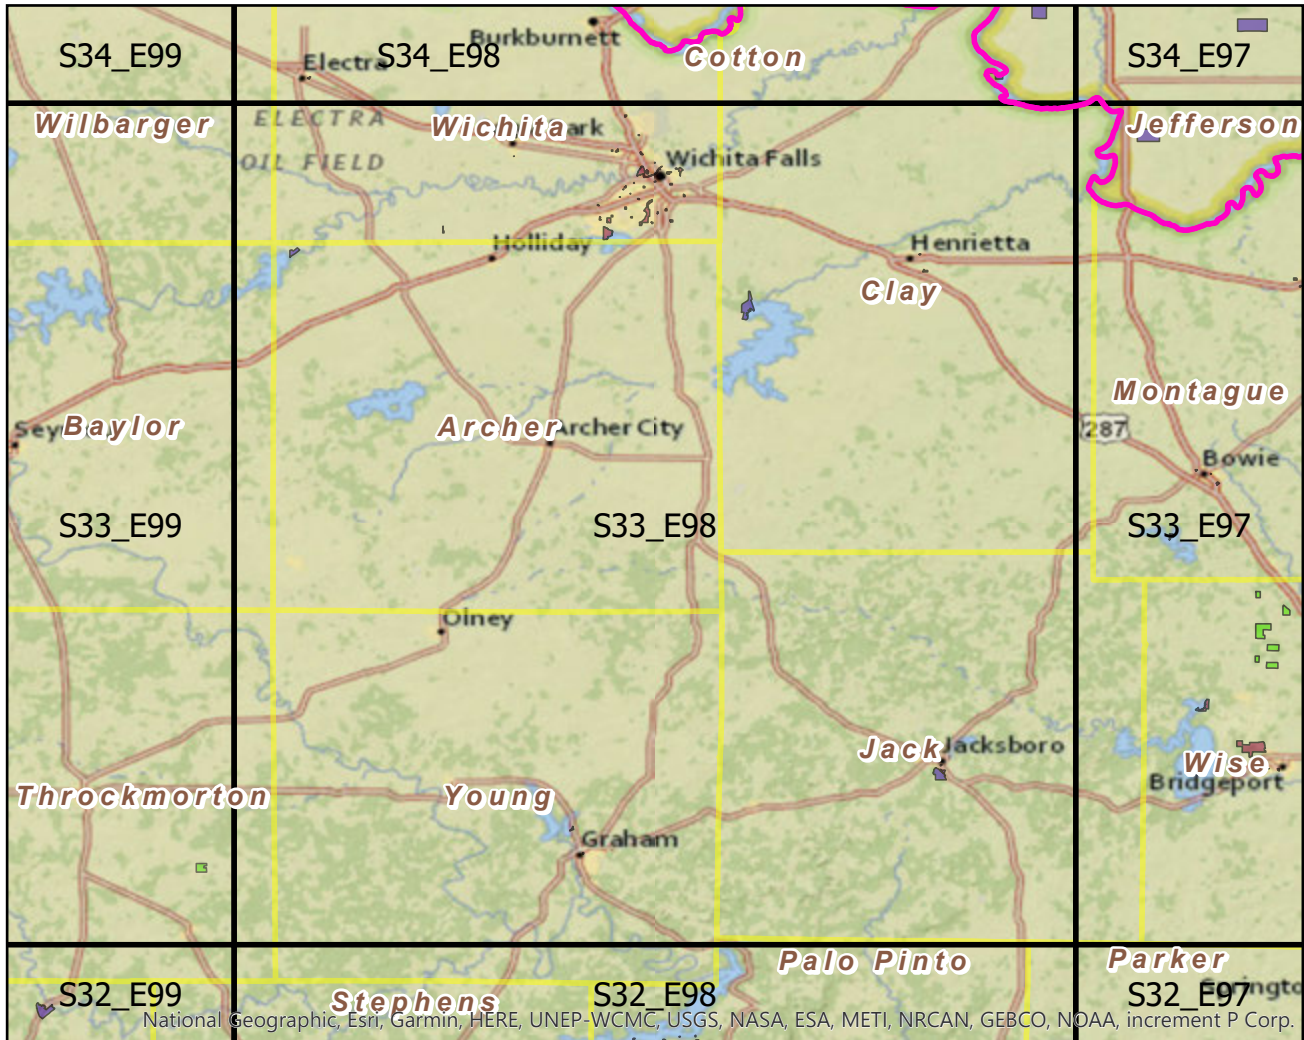 Burkburnett
S34_E99
Electra
S34_E98
Cotton
S34_E97
Wilbarger
ELECTRA
Wichita
Jefferson
OIL FIELD
Wichita Falls
Holliday
Henrietta
Clay
Montague
Baylor
Archer
Archer City
287
Bowie
S33_E99
S33_E98
S33_E97
Olney
Jack
Jacksboro
Wise
Bridgeport
Throckmorton
Young
Graham
Palo Pinto
Parker
S32_E99
Stephens
S32_E98
S32_E97
National Geographic, Esri, Garmin, HERE, UNEP-WCMC, USGS, NASA, ESA, METI, NRCAN, GEBCO, NOAA, increment P Corp.